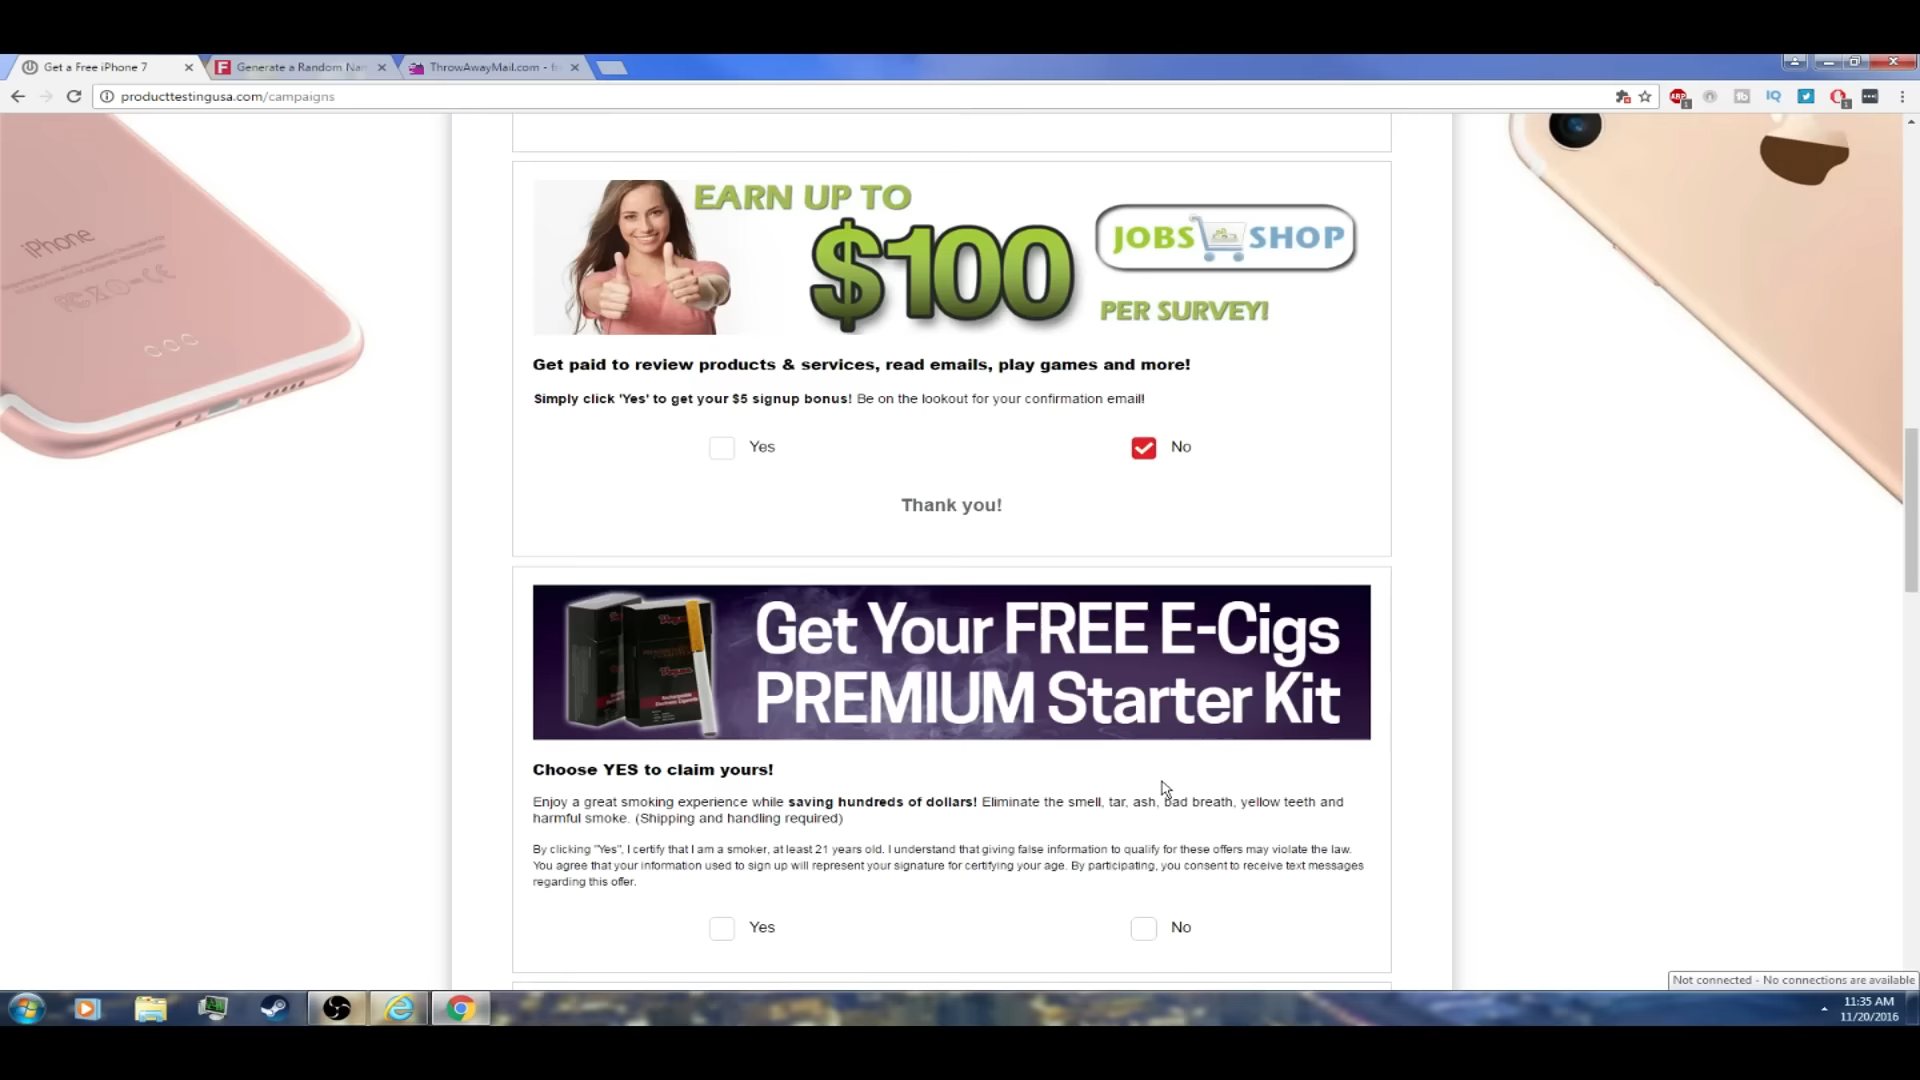 Get a Free iPhone 7
Generate a Random Nam
ThrowAwayMail.com - f
producttestingusa.com/campaigns
iPhone
EARN UP TO
$100
JOBS SHOP
PER SURVEY!
Get paid to review products & services, read emails, play games and more!
Simply click 'Yes' to get your $5 signup bonus! Be on the lookout for your confirmation email!
Yes
No
Thank you!
Get Your FREE E-Cigs
PREMIUM Starter Kit
Choose YES to claim yours!
Enjoy a great smoking experience while saving hundreds of dollars! Eliminate the smell, tar, ash, bad breath, yellow teeth and
harmful smoke. (Shipping and handling required)
By clicking "Yes", I certify that I am a smoker, at least 21 years old. I understand that giving false information to qualify for these offers may violate the law.
You agree that your information used to sign up will represent your signature for certifying your age. By participating, you consent to receive text messages
regarding this offer.
Yes
No
Not connected - No connections are available
11:35 AM
11/20/2016